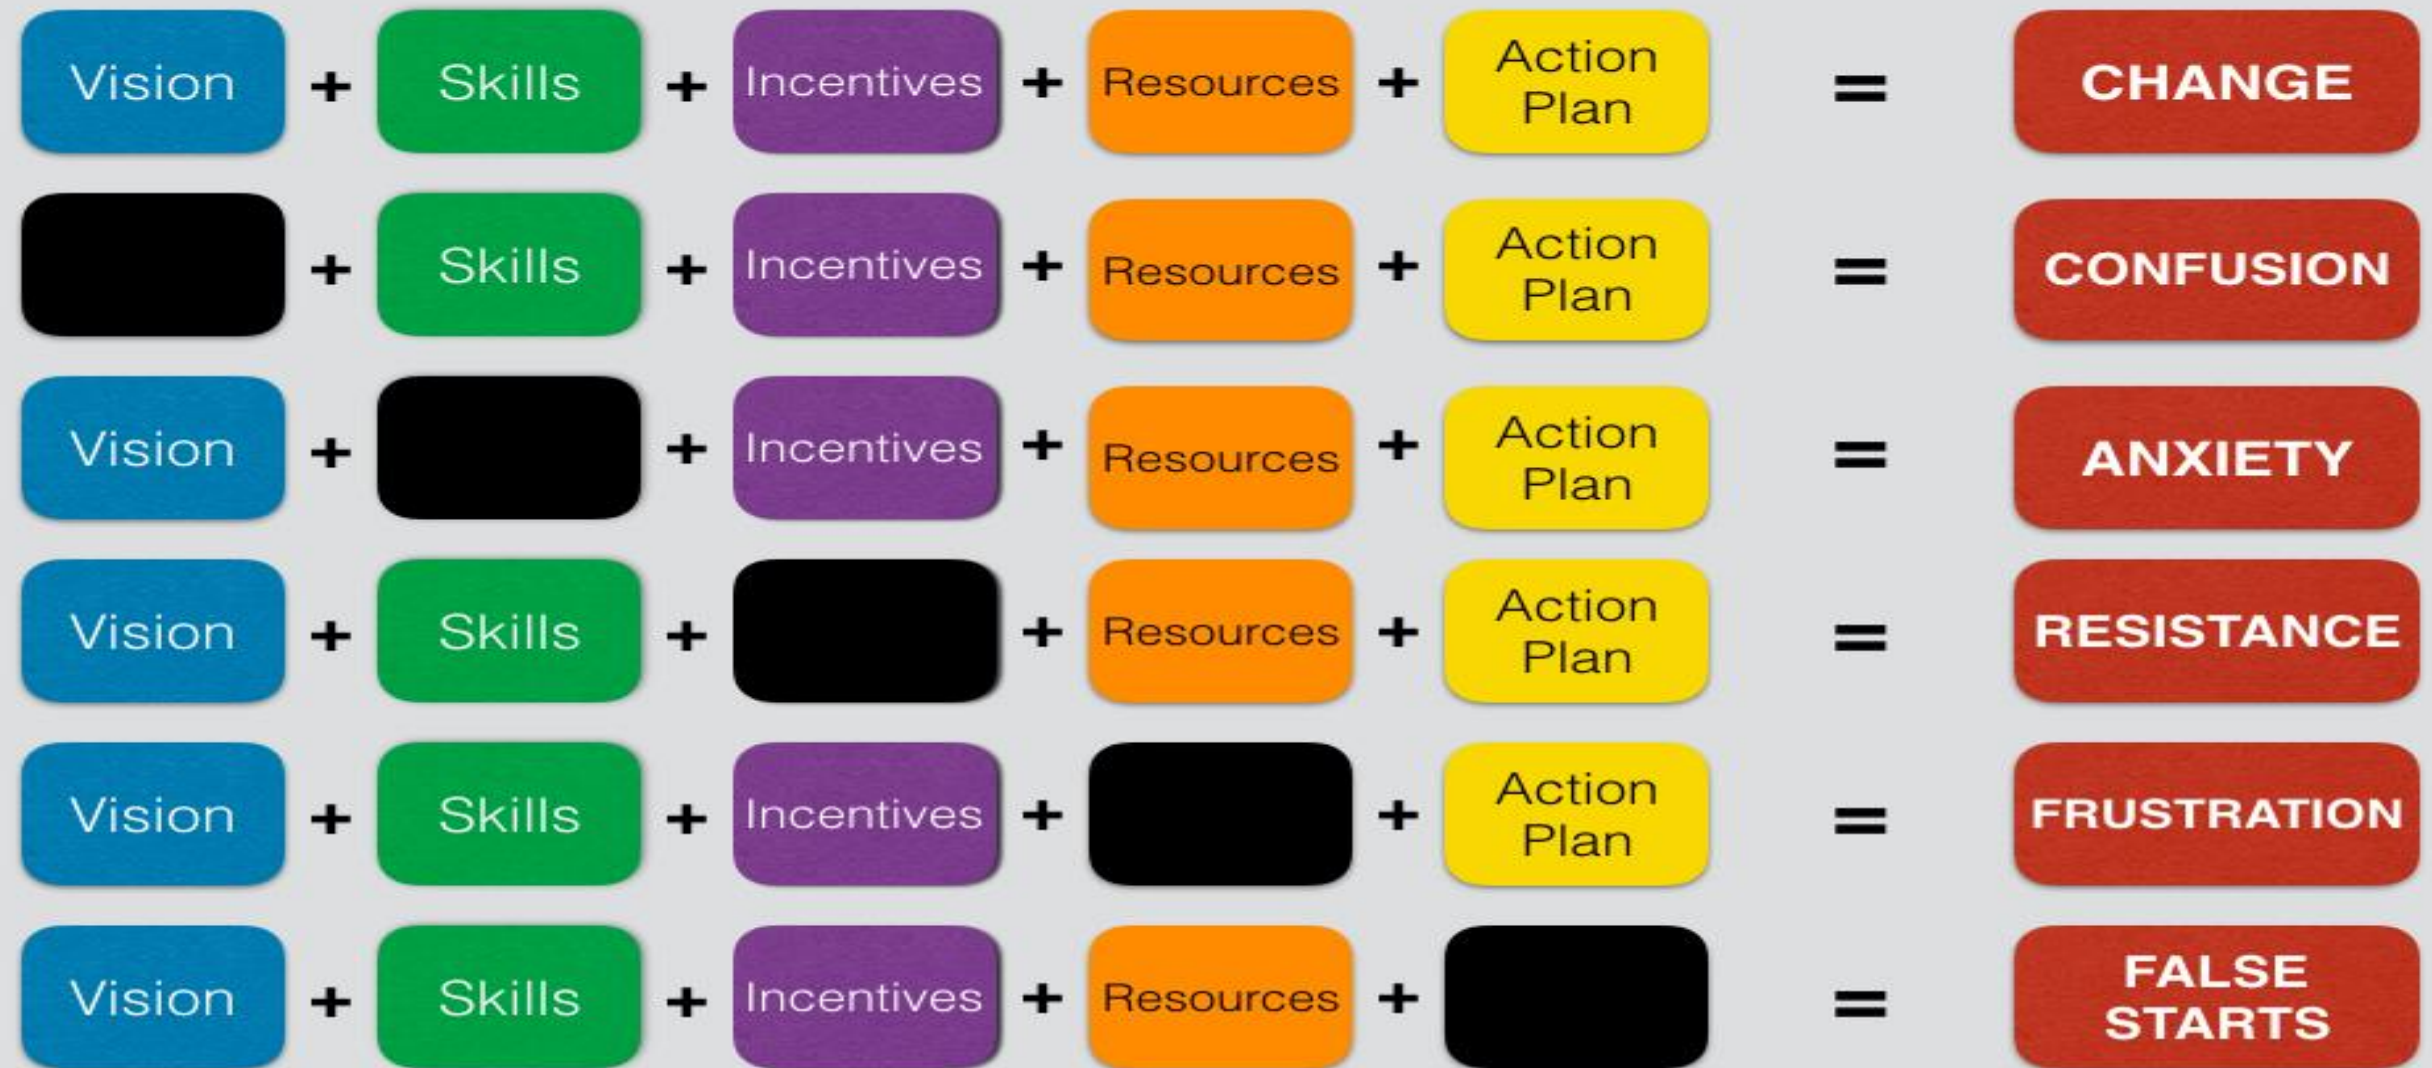 Vision + Skills + Incentives + Resources + Action Plan = CHANGE
+ Skills + Incentives + Resources + Action Plan = CONFUSION
Vision + + Incentives + Resources + Action Plan = ANXIETY
Vision + Skills + + Resources + Action Plan = RESISTANCE
Vision + Skills + Incentives + + Action Plan = FRUSTRATION
Vision + Skills + Incentives + Resources + = FALSE STARTS